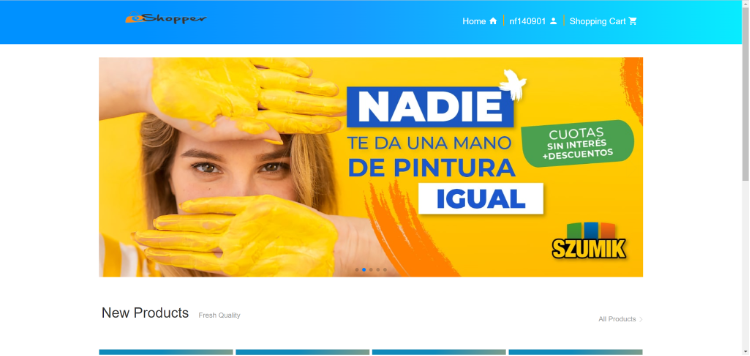 eShopper
Home
nf140901
Shopping Cart
NADIE
TE DA UNA MANO
DE PINTURA
IGUAL
CUOTAS
SIN INTERÉS
+DESCUENTOS
SZUMIK
New Products
Fresh Quality
All Products